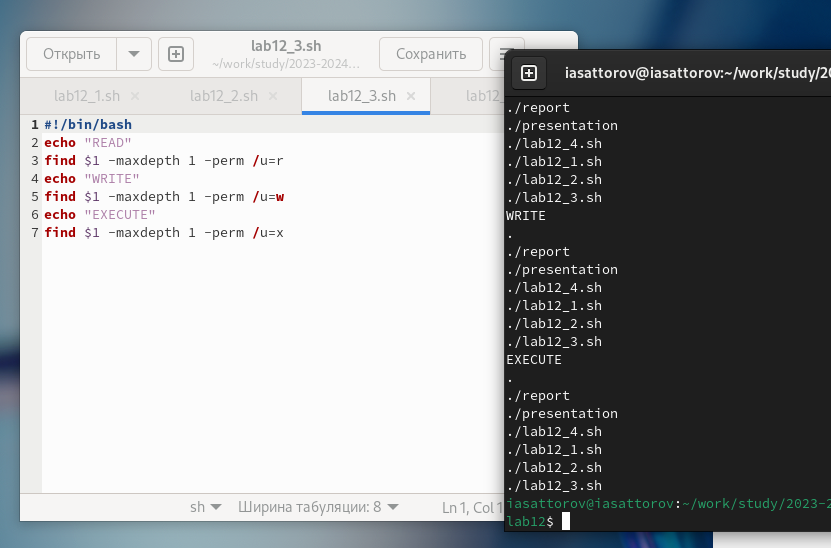 Открыть
lab12_3.sh
~/work/study/2023-2024...
Сохранить
lab12_1.sh
lab12_2.sh
lab12_3.sh
lab12_
1 #!/bin/bash
2 echo "READ"
3 find $1 -maxdepth 1 -perm /u=r
4 echo "WRITE"
5 find $1 -maxdepth 1 -perm /u=w
6 echo "EXECUTE"
7 find $1 -maxdepth 1 -perm /u=x
sh
Ширина табуляции: 8
Ln 1, Col 1
iasattorov@iasattorov:~/work/study/20
./report
./presentation
./lab12_4.sh
./lab12_1.sh
./lab12_2.sh
./lab12_3.sh
WRITE
.
./report
./presentation
./lab12_4.sh
./lab12_1.sh
./lab12_2.sh
./lab12_3.sh
EXECUTE
.
./report
./presentation
./lab12_4.sh
./lab12_1.sh
./lab12_2.sh
./lab12_3.sh
iasattorov@iasattorov:~/work/study/2023-2
lab12$